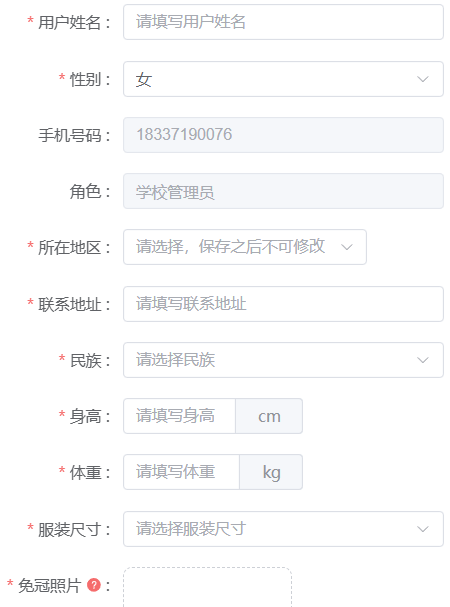 * 用户姓名： 请填写用户姓名
* 性别： 女
手机号码： 18337190076
角色： 学校管理员
* 所在地区： 请选择，保存之后不可修改
* 联系地址： 请填写联系地址
* 民族： 请选择民族
* 身高： 请填写身高 cm
* 体重： 请填写体重 kg
* 服装尺寸： 请选择服装尺寸
* 免冠照片 ?：